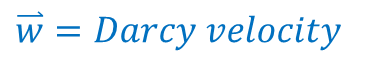 w⃗ = Darcy velocity